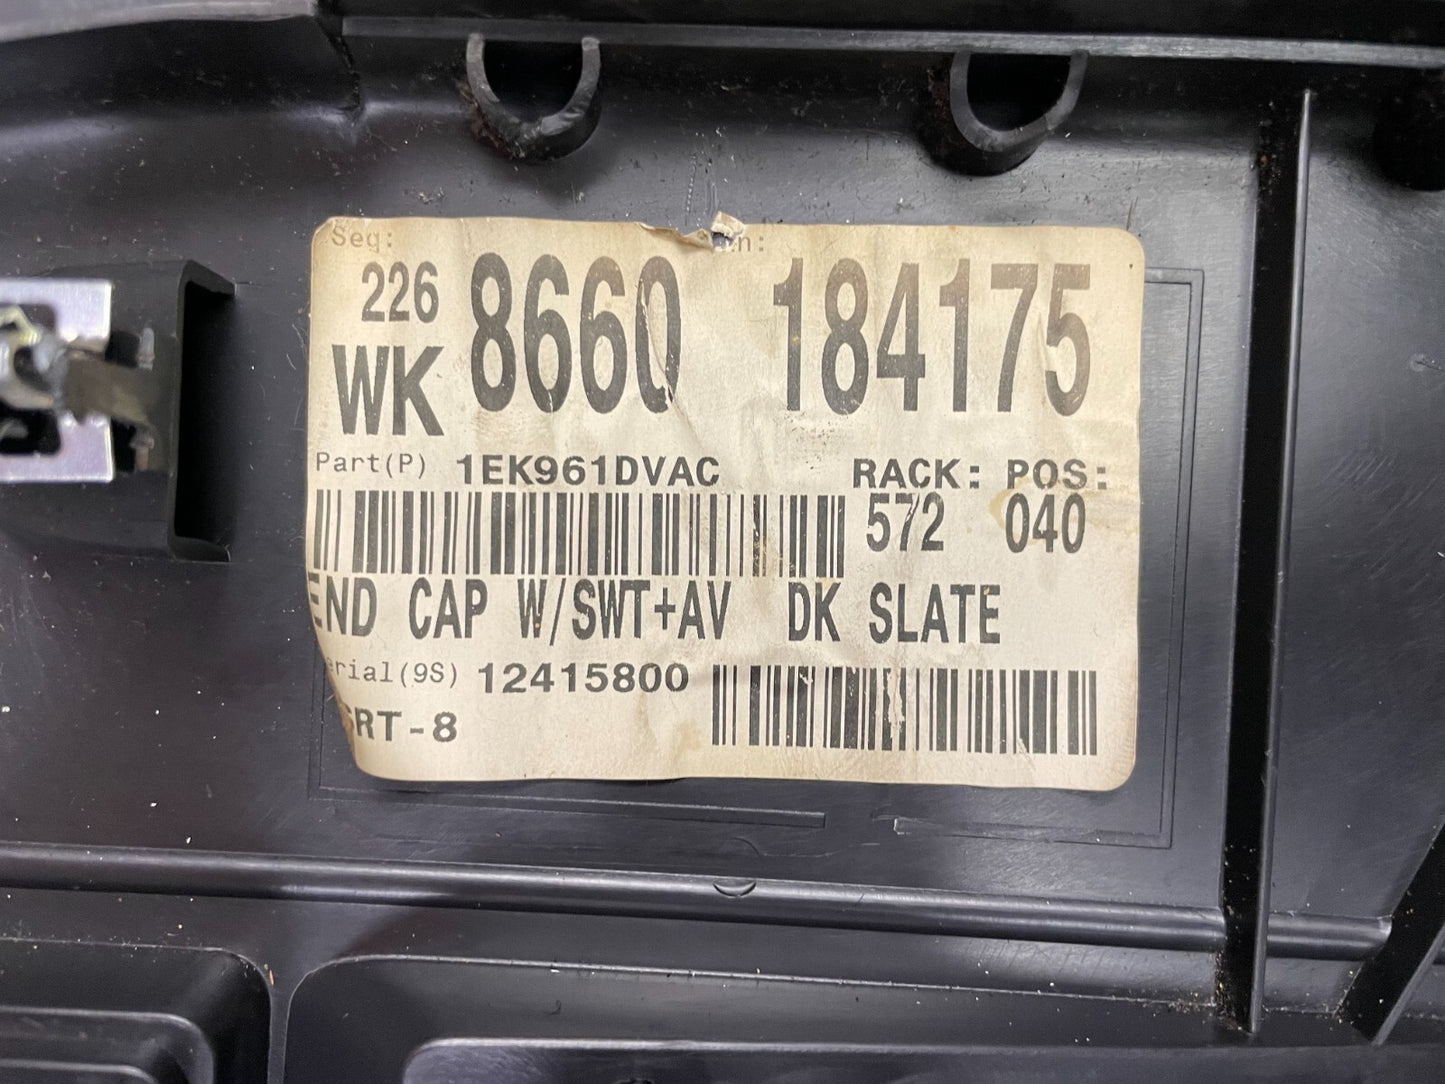 Seq:
226 8660 184175
WK
Part(P) 1EK961DVAC RACK: POS:
572 040
END CAP W/SWT+AV DK SLATE
erial(9S) 12415800
SRT-8